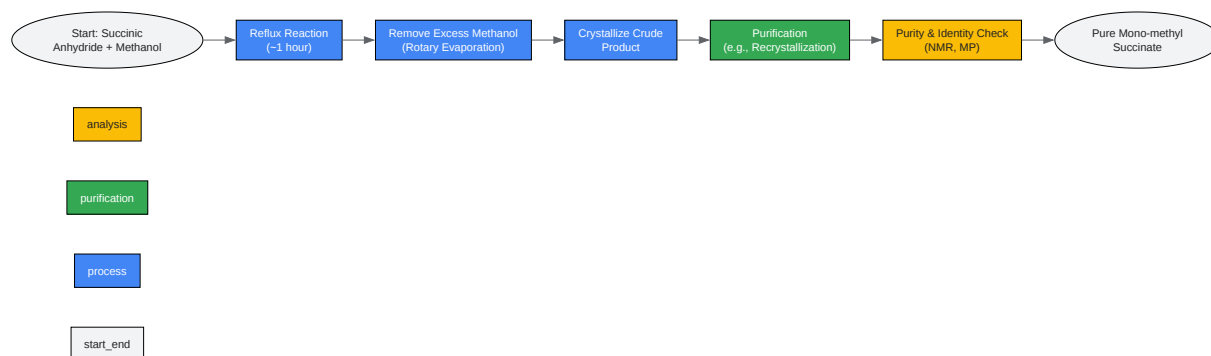 Start: Succinic
Anhydride + Methanol
Reflux Reaction
(~1 hour)
Remove Excess Methanol
(Rotary Evaporation)
Crystallize Crude
Product
Purification
(e.g., Recrystallization)
Purity & Identity Check
(NMR, MP)
Pure Mono-methyl
Succinate
analysis
purification
process
start_end